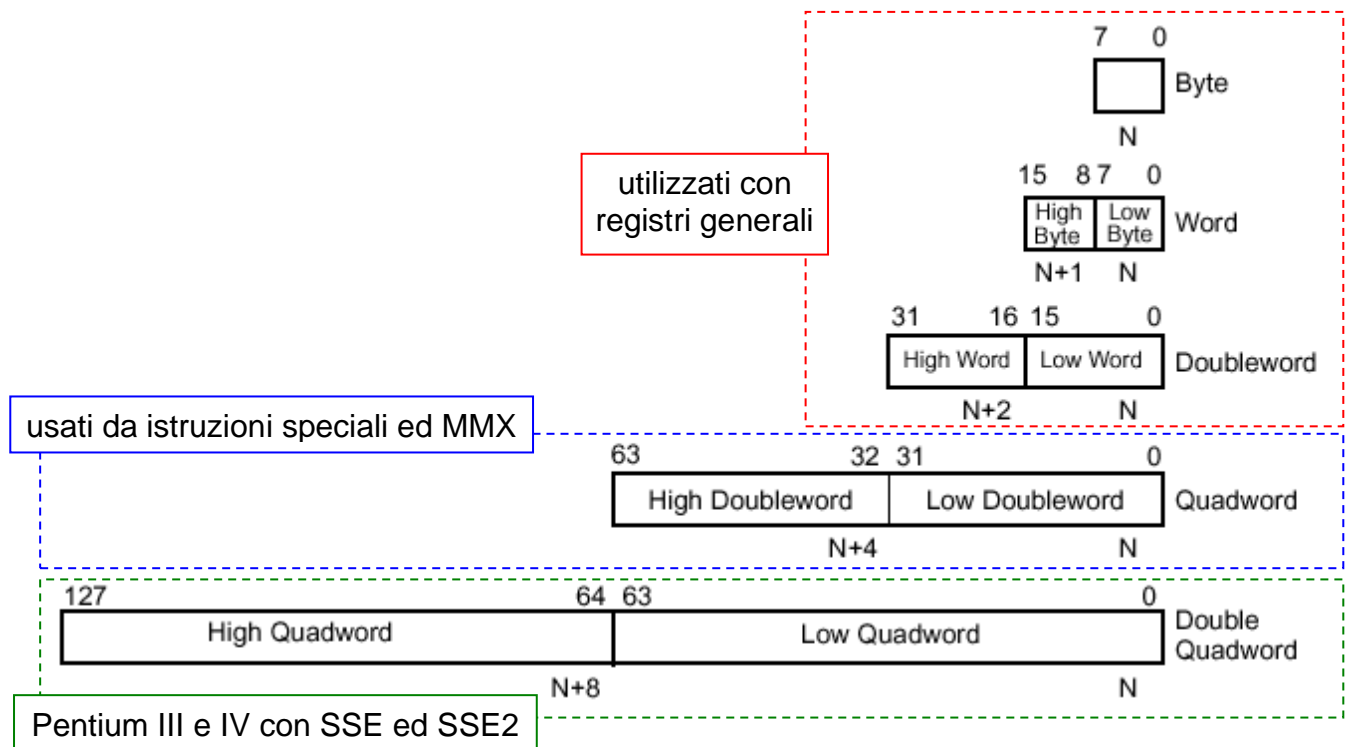 7 0
Byte
N
utilizzati con
registri generali
15 8 7 0
High Byte
Low Byte
Word
N+1 N
31 16 15 0
High Word Low Word Doubleword
N+2 N
usati da istruzioni speciali ed MMX
63 32 31 0
High Doubleword Low Doubleword Quadword
N+4 N
127 64 63 0
High Quadword Low Quadword
Double
Quadword
N+8 N
Pentium III e IV con SSE ed SSE2